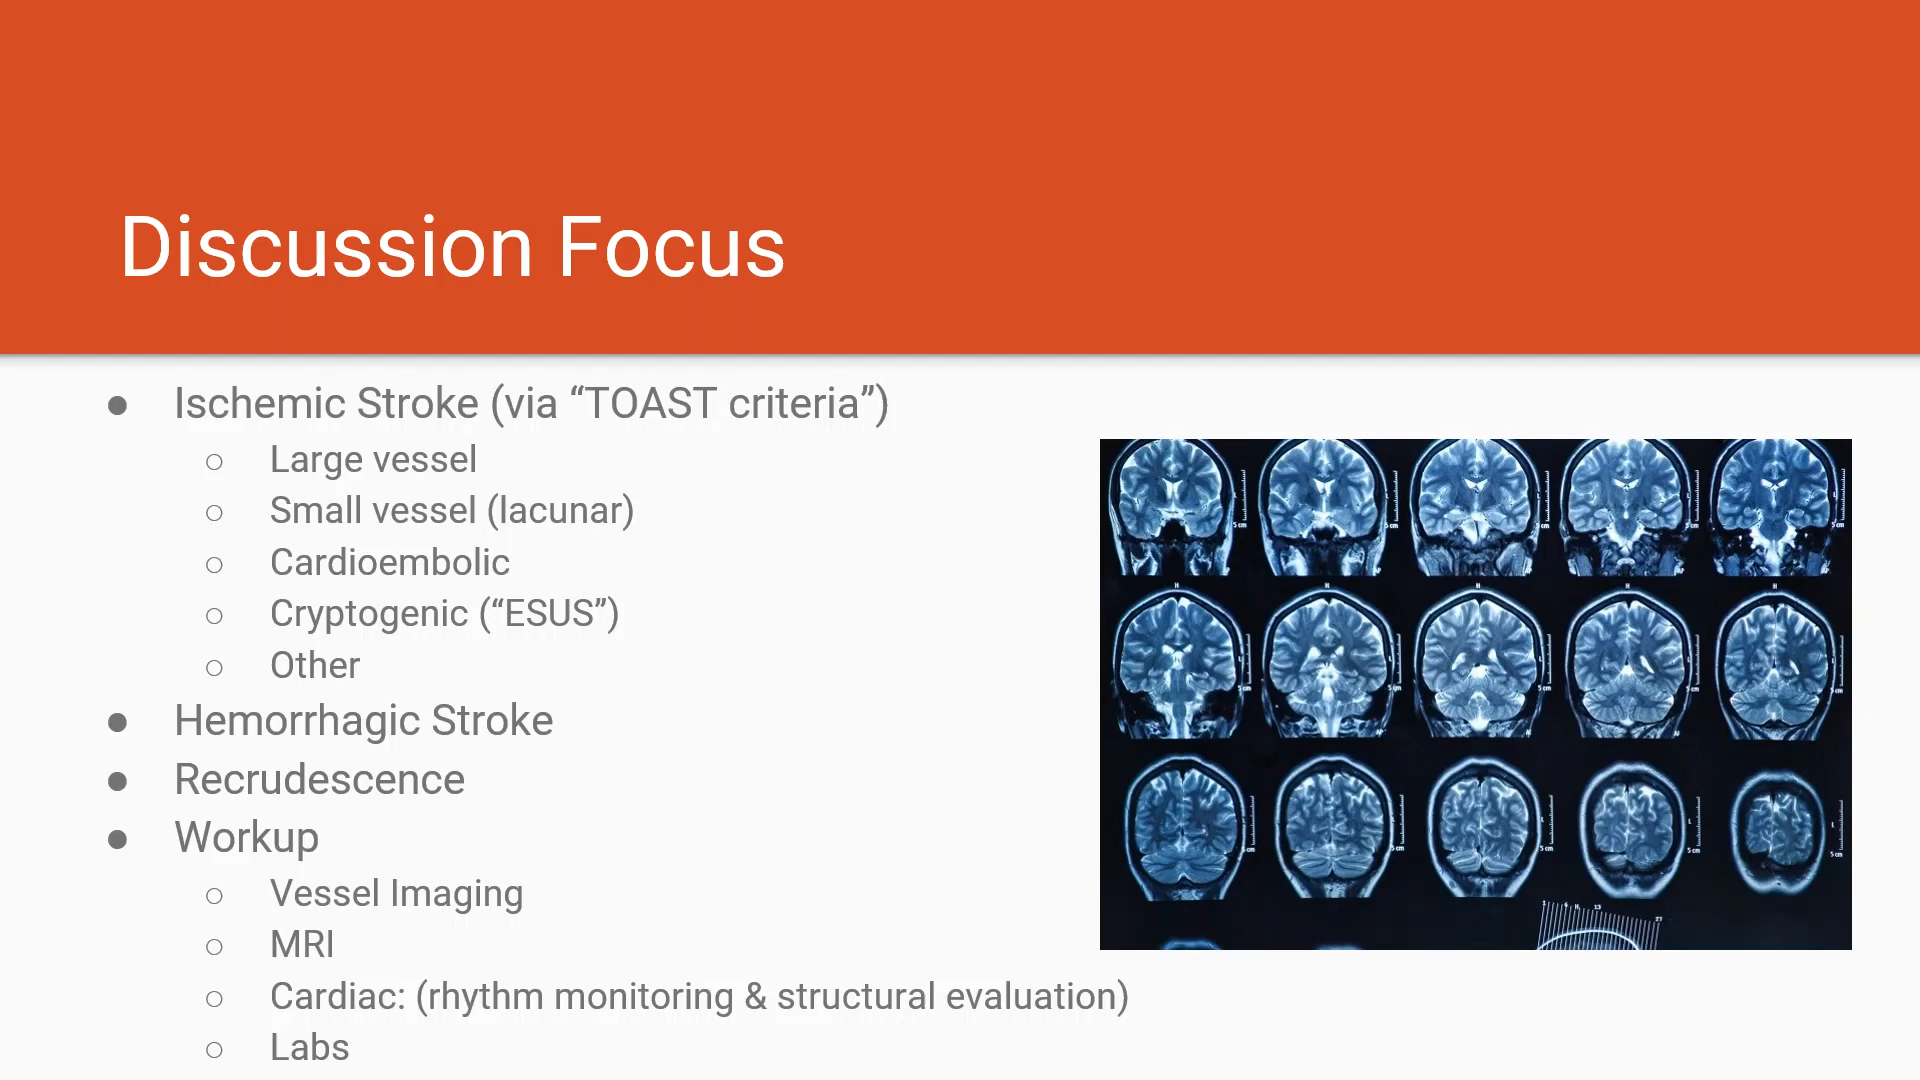 Discussion Focus
● Ischemic Stroke (via “TOAST criteria”)
○ Large vessel
○ Small vessel (lacunar)
○ Cardioembolic
○ Cryptogenic (“ESUS”)
○ Other
● Hemorrhagic Stroke
● Recrudescence
● Workup
○ Vessel Imaging
○ MRI
○ Cardiac: (rhythm monitoring & structural evaluation)
○ Labs